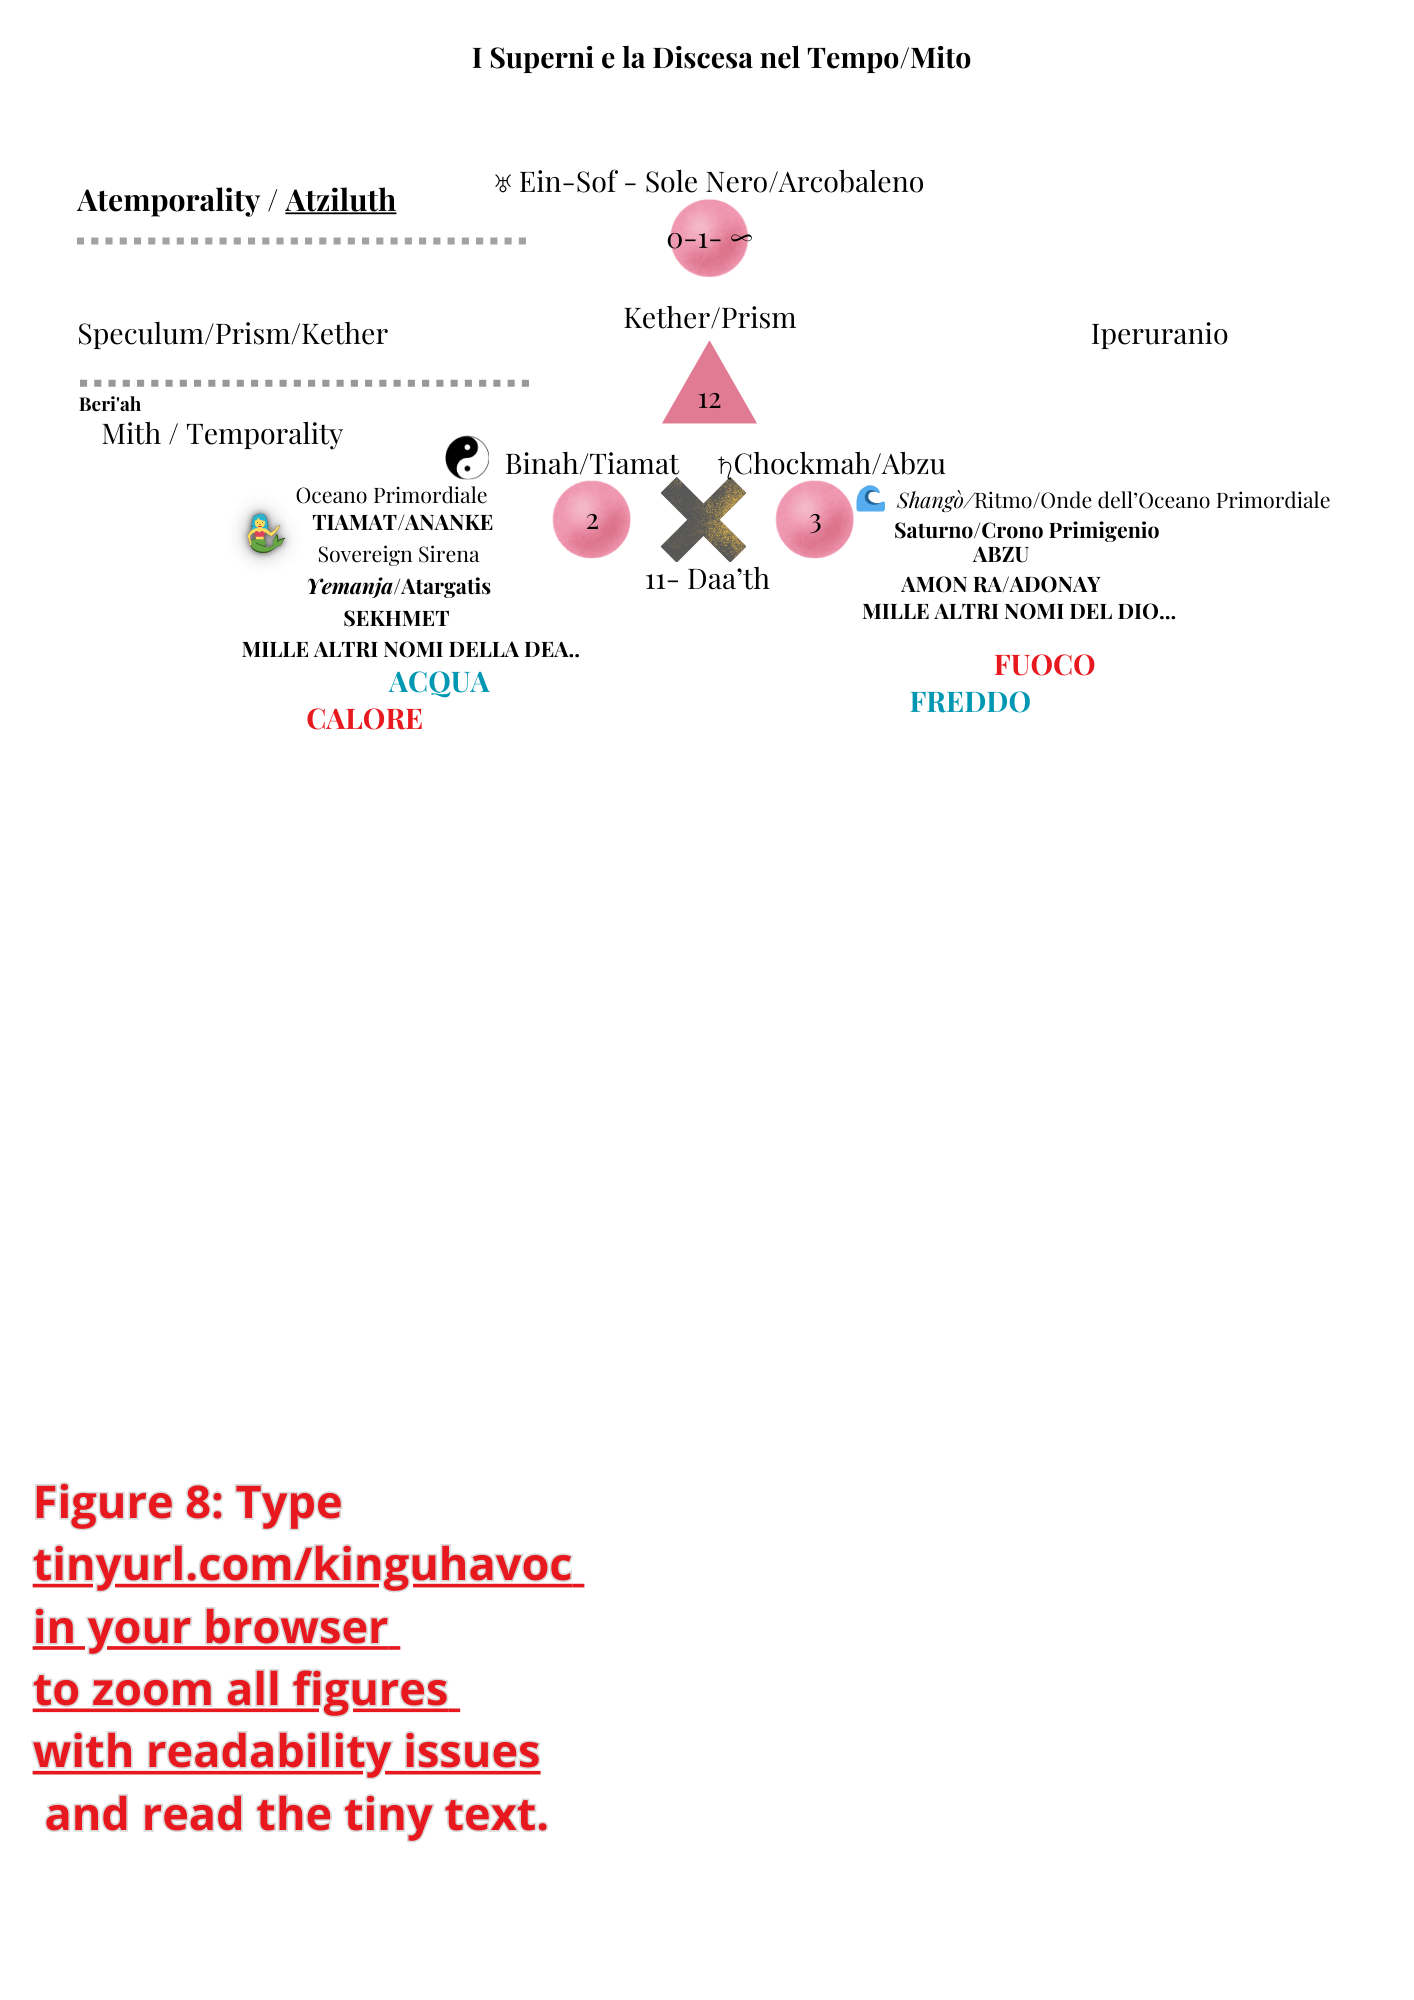 I Superni e la Discesa nel Tempo/Mito
♅ Ein-Sof - Sole Nero/Arcobaleno
Atemporality / Atziluth
0-1- ∞
Kether/Prism
Speculum/Prism/Kether
Iperuranio
12
Beri'ah
Mith / Temporality
Binah/Tiamat
♄Chockmah/Abzu
Oceano Primordiale
TIAMAT/ANANKE
Sovereign Sirena
Yemanja/Atargatis
SEKHMET
MILLE ALTRI NOMI DELLA DEA..
ACQUA
CALORE
2
3
11- Daa’th
Shangò/Ritmo/Onde dell’Oceano Primordiale
Saturno/Crono Primigenio
ABZU
AMON RA/ADONAY
MILLE ALTRI NOMI DEL DIO...
FUOCO
FREDDO
Figure 8: Type
tinyurl.com/kinguhavoc
in your browser
to zoom all figures
with readability issues
and read the tiny text.